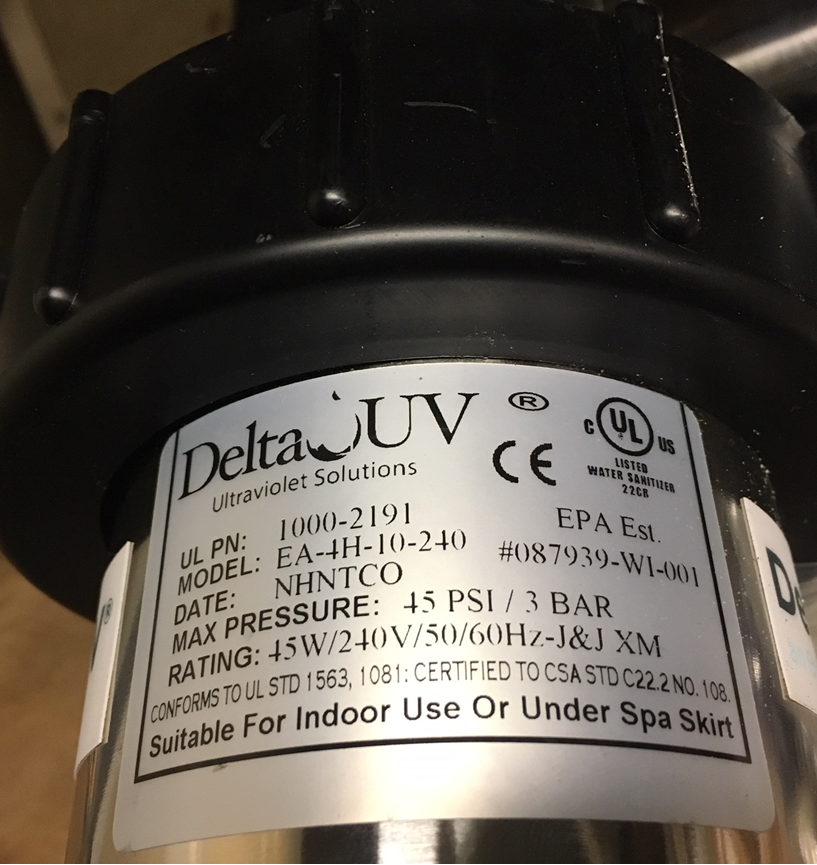 DeltaUV®
Ultraviolet Solutions
CE
C UL US
LISTED
WATER SANITIZER
22CR
UL PN: 1000-2191
MODEL: EA-4H-10-240
DATE: NHNTCO
EPA Est.
#087939-WI-001
MAX PRESSURE: 45 PSI / 3 BAR
RATING: 45W/240V/50/60Hz-J&J XM
CONFORMS TO UL STD 1563, 1081: CERTIFIED TO CSA STD C22.2 NO. 108.
Suitable For Indoor Use Or Under Spa Skirt
V®
De